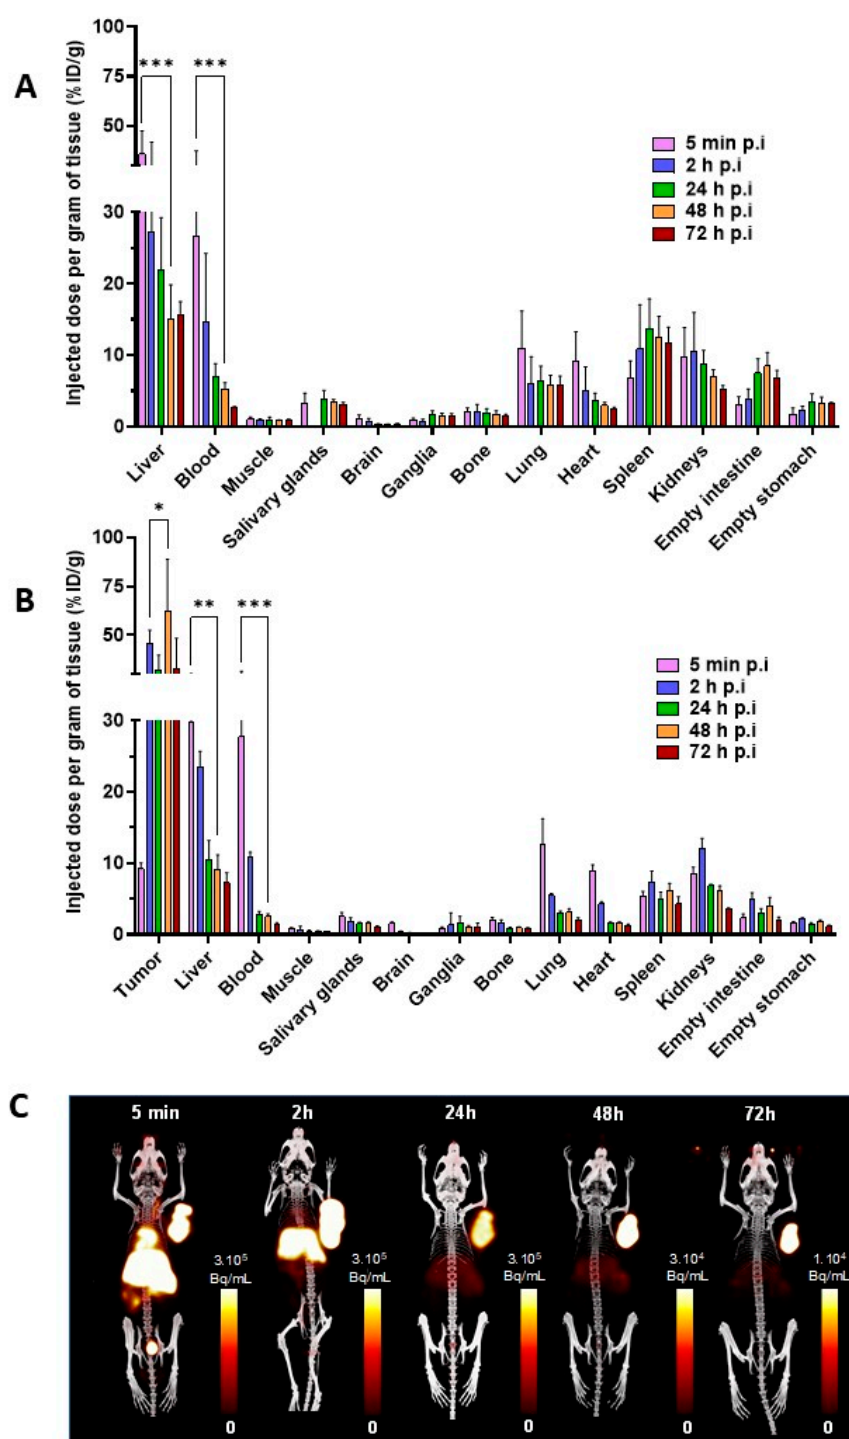 A
Injected dose per gram of tissue (%ID/g)
100
75
50
30
20
10
0
***
***
5 min p.i
2 h p.i
24 h p.i
48 h p.i
72 h p.i
Liver
Blood
Muscle
Salivary glands
Brain
Ganglia
Bone
Lung
Heart
Spleen
Kidneys
Empty intestine
Empty stomach
B
Injected dose per gram of tissue (%ID/g)
100
75
50
30
20
10
0
*
**
***
5 min p.i
2 h p.i
24 h p.i
48 h p.i
72 h p.i
Tumor
Liver
Blood
Muscle
Salivary glands
Brain
Ganglia
Bone
Lung
Heart
Spleen
Kidneys
Empty intestine
Empty stomach
C
5 min 2h 24h 48h 72h
3.10⁵ 3.10⁵ 3.10⁵ 3.10⁴ 1.10⁴
Bq/mL Bq/mL Bq/mL Bq/mL Bq/mL
0 0 0 0 0